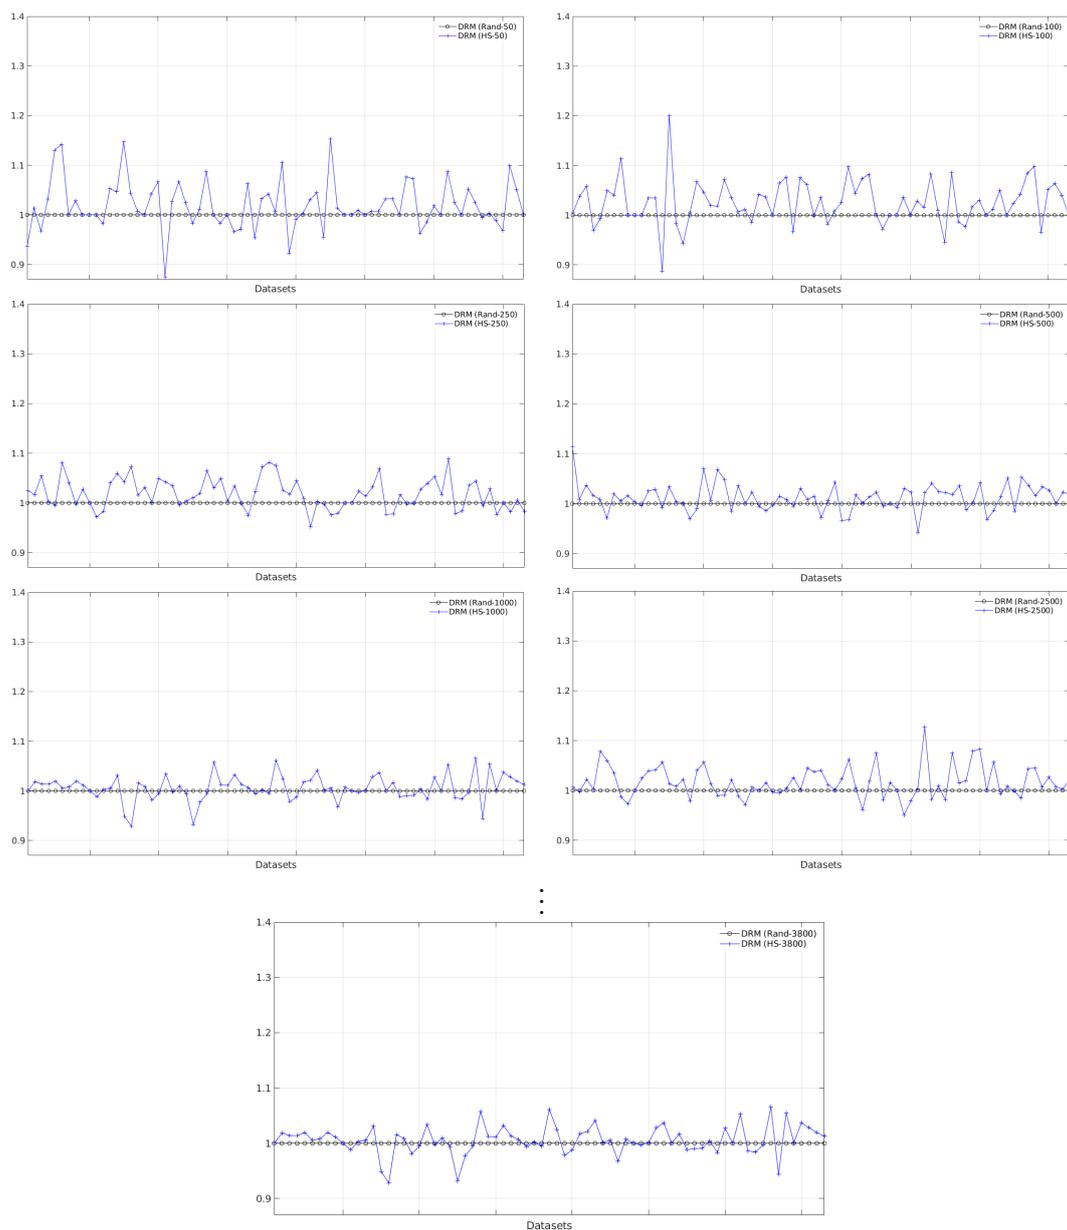 1.4
DRM (Rand-50)
DRM (HS-50)
1.3
1.2
1.1
1
0.9
Datasets
1.4
DRM (Rand-100)
DRM (HS-100)
1.3
1.2
1.1
1
0.9
Datasets
1.4
DRM (Rand-250)
DRM (HS-250)
1.3
1.2
1.1
1
0.9
Datasets
1.4
DRM (Rand-500)
DRM (HS-500)
1.3
1.2
1.1
1
0.9
Datasets
1.4
DRM (Rand-1000)
DRM (HS-1000)
1.3
1.2
1.1
1
0.9
Datasets
1.4
DRM (Rand-2500)
DRM (HS-2500)
1.3
1.2
1.1
1
0.9
Datasets
1.4
DRM (Rand-3800)
DRM (HS-3800)
1.3
1.2
1.1
1
0.9
Datasets